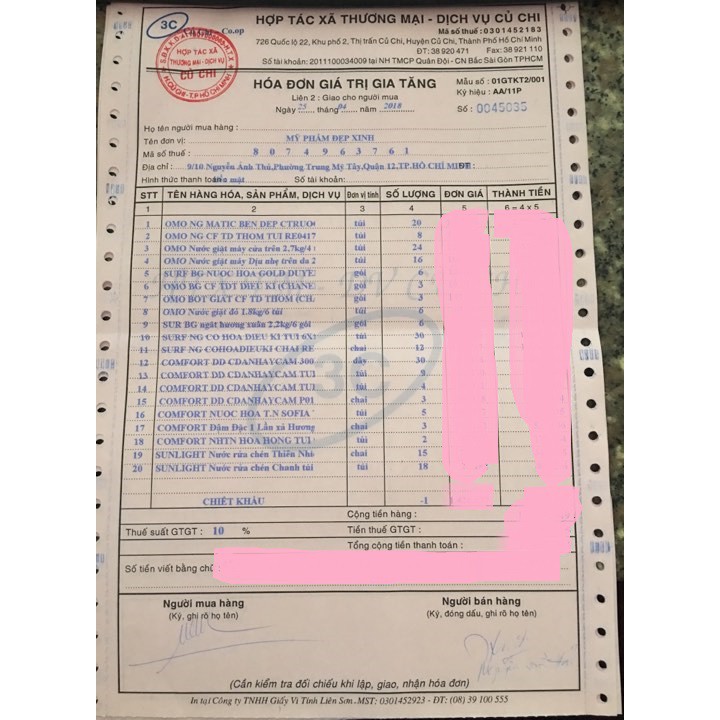 3C
Co.op
HỢP TÁC XÃ THƯƠNG MẠI - DỊCH VỤ CỦ CHI
Mã số thuế : 0301452183
726 Quốc lộ 22, Khu phố 2, Thị trấn Củ Chi, Huyện Củ Chi, Thành Phố Hồ Chí Minh
ĐT: 38 920 471 Fax: 38 921 110
Số tài khoản: 2011100034009 tại NH TMCP Quân Đội - CN Bắc Sài Gòn TPHCM
HỢP TÁC XÃ
THƯƠNG MẠI - DỊCH VỤ
CỦ CHI
HÓA ĐƠN GIÁ TRỊ GIA TĂNG
Liên 2 : Giao cho người mua
Ngày 25 tháng 04 năm 2018
Mẫu số : 01GTKT2/001
Ký hiệu : AA/11P
Số : 0045035
Họ tên người mua hàng :
Tên đơn vị: MỸ PHẨM ĐẸP XINH
Mã số thuế : 8 0 7 4 9 6 3 7 6 1
Địa chỉ : 9/10 Nguyễn Ảnh Thủ,Phường Trung Mỹ Tây,Quận 12,TP.HỒ CHÍ MINH ĐT:
Hình thức thanh toán mặt Số tài khoản:
STT TÊN HÀNG HÓA, SẢN PHẨM, DỊCH VỤ Đơn vị tính SỐ LƯỢNG ĐƠN GIÁ THÀNH TIỀN
1 2 3 4 5 6 = 4 x 5
1 OMO NG MATIC BEN DEP CTRUO túi 20
2 OMO NG CF TD THOM TUI RE0417 túi 8
3 OMO Nước giặt máy cửa trên 2,7kg/4 túi 24
4 OMO Nước giặt máy Dịu nhẹ trên da 2 túi 16
5 SURF BG NUOC HOA GOLD DUYE gói 6
6 OMO BG CF TDT DIEU KI (CHANE gói 3
7 OMO BOT GIAT CF TD THOM (CH gói 3
8 OMO Nước giặt đỏ 1.8kg/6 túi túi 6
9 SUR BG ngát hương xuân 2.2kg/6 gói gói 6
10 SURF NG CO HOA DIEU KI TUI 6X túi 30
11 SURF NG COHOADIEUKI CHAI RE chai 12
12 COMFORT DD CDANHAYCAM 300 dây 30
13 COMFORT DD CDANHAYCAM TUI túi 9
14 COMFORT DD CDANHAYCAM TUI túi 4
15 COMFORT DD CDANHAYCAM P01 chai 3
16 COMFORT NUOC HOA T.N SOFIA túi 5
17 COMFORT Đậm Đặc 1 Lần xả Hương chai 3
18 COMFORT NHTN HOA HONG TUI túi 2
19 SUNLIGHT Nước rửa chén Thiên Nhi chai 15
20 SUNLIGHT Nước rửa chén Chanh túi túi 18
3C
CHIẾT KHẤU -1
Cộng tiền hàng :
Thuế suất GTGT : 10 % Tiền thuế GTGT :
Tổng cộng tiền thanh toán :
Số tiền viết bằng
Người mua hàng Người bán hàng
(Ký, ghi rõ họ tên) (Ký, đóng dấu, ghi rõ họ tên)
(Cần kiểm tra đối chiếu khi lập, giao, nhận hóa đơn)
In tại Công ty TNHH Giấy Vi Tính Liên Sơn. MST: 0301452923 - ĐT: (08) 39 100 555